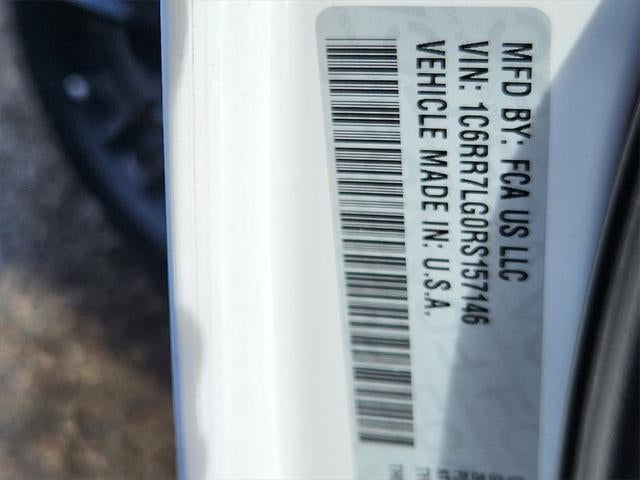 MFD BY: FCA US LLC
VIN: 1C6RR7LG0RS157146
VEHICLE MADE IN: U.S.A.